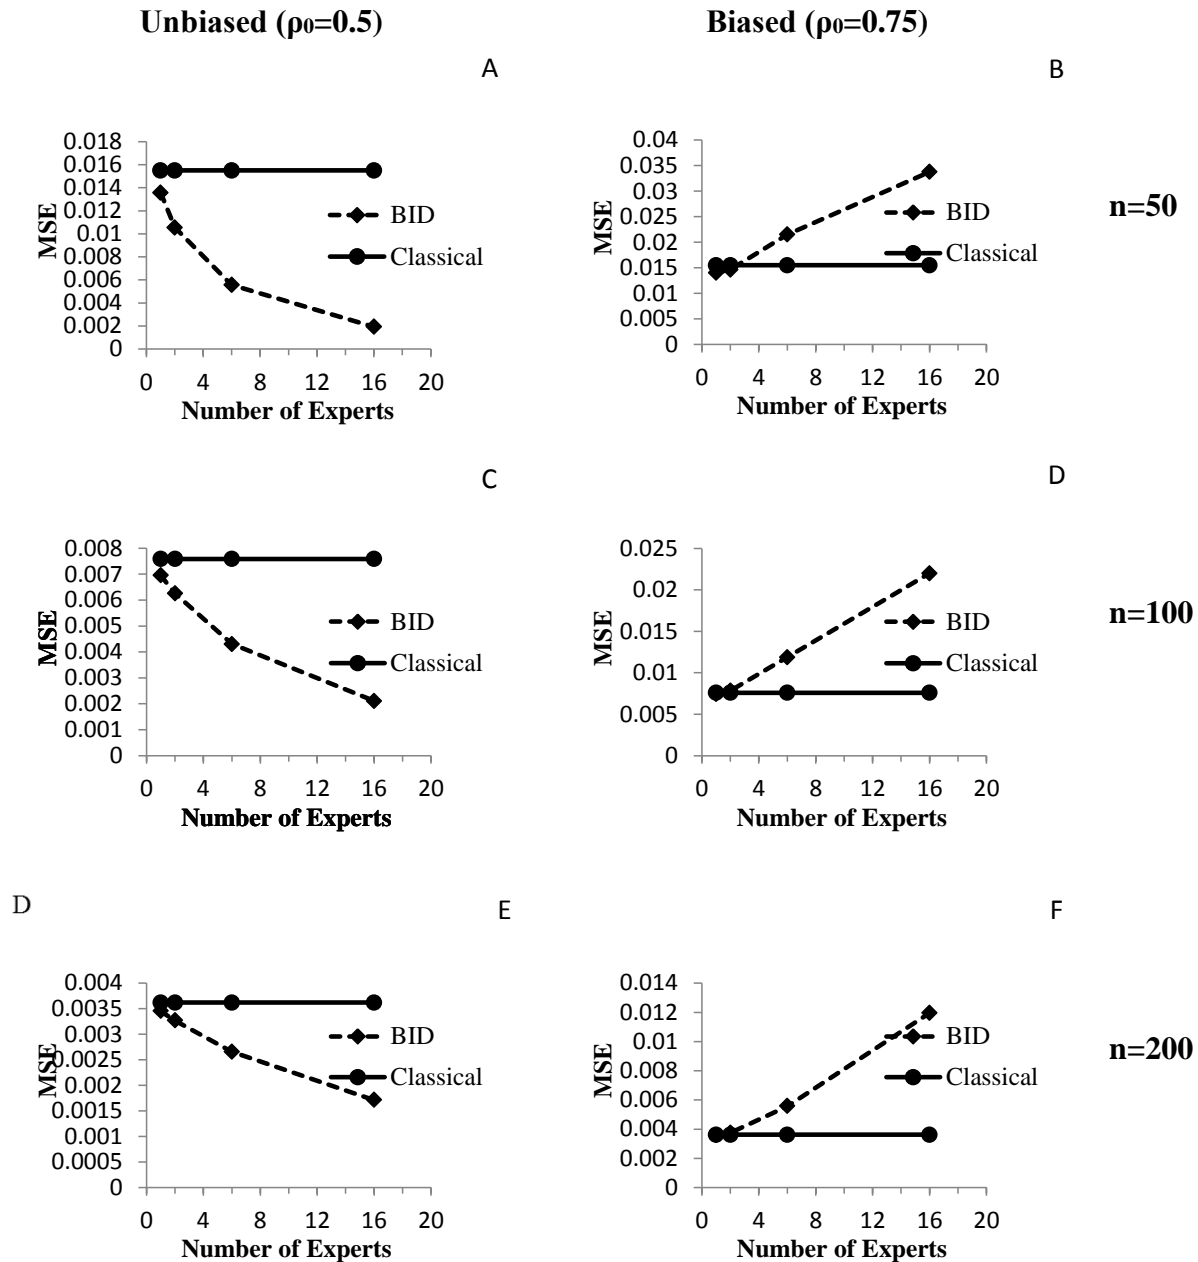 Unbiased (ρ0=0.5)
Biased (ρ0=0.75)
A
0.018
0.016
0.014
0.012
0.01
0.008
0.006
0.004
0.002
0
MSE
BID
Classical
0 4 8 12 16 20
Number of Experts
B
0.04
0.035
0.03
0.025
0.02
0.015
0.01
0.005
0
MSE
BID
Classical
0 4 8 12 16 20
Number of Experts
n=50
C
0.008
0.007
0.006
0.005
0.004
0.003
0.002
0.001
0
MSE
BID
Classical
0 4 8 12 16 20
Number of Experts
D
0.025
0.02
0.015
0.01
0.005
0
MSE
BID
Classical
0 4 8 12 16 20
Number of Experts
n=100
D
E
0.004
0.0035
0.003
0.0025
0.002
0.0015
0.001
0.0005
0
MSE
BID
Classical
0 4 8 12 16 20
Number of Experts
F
0.014
0.012
0.01
0.008
0.006
0.004
0.002
0
MSE
BID
Classical
0 4 8 12 16 20
Number of Experts
n=200